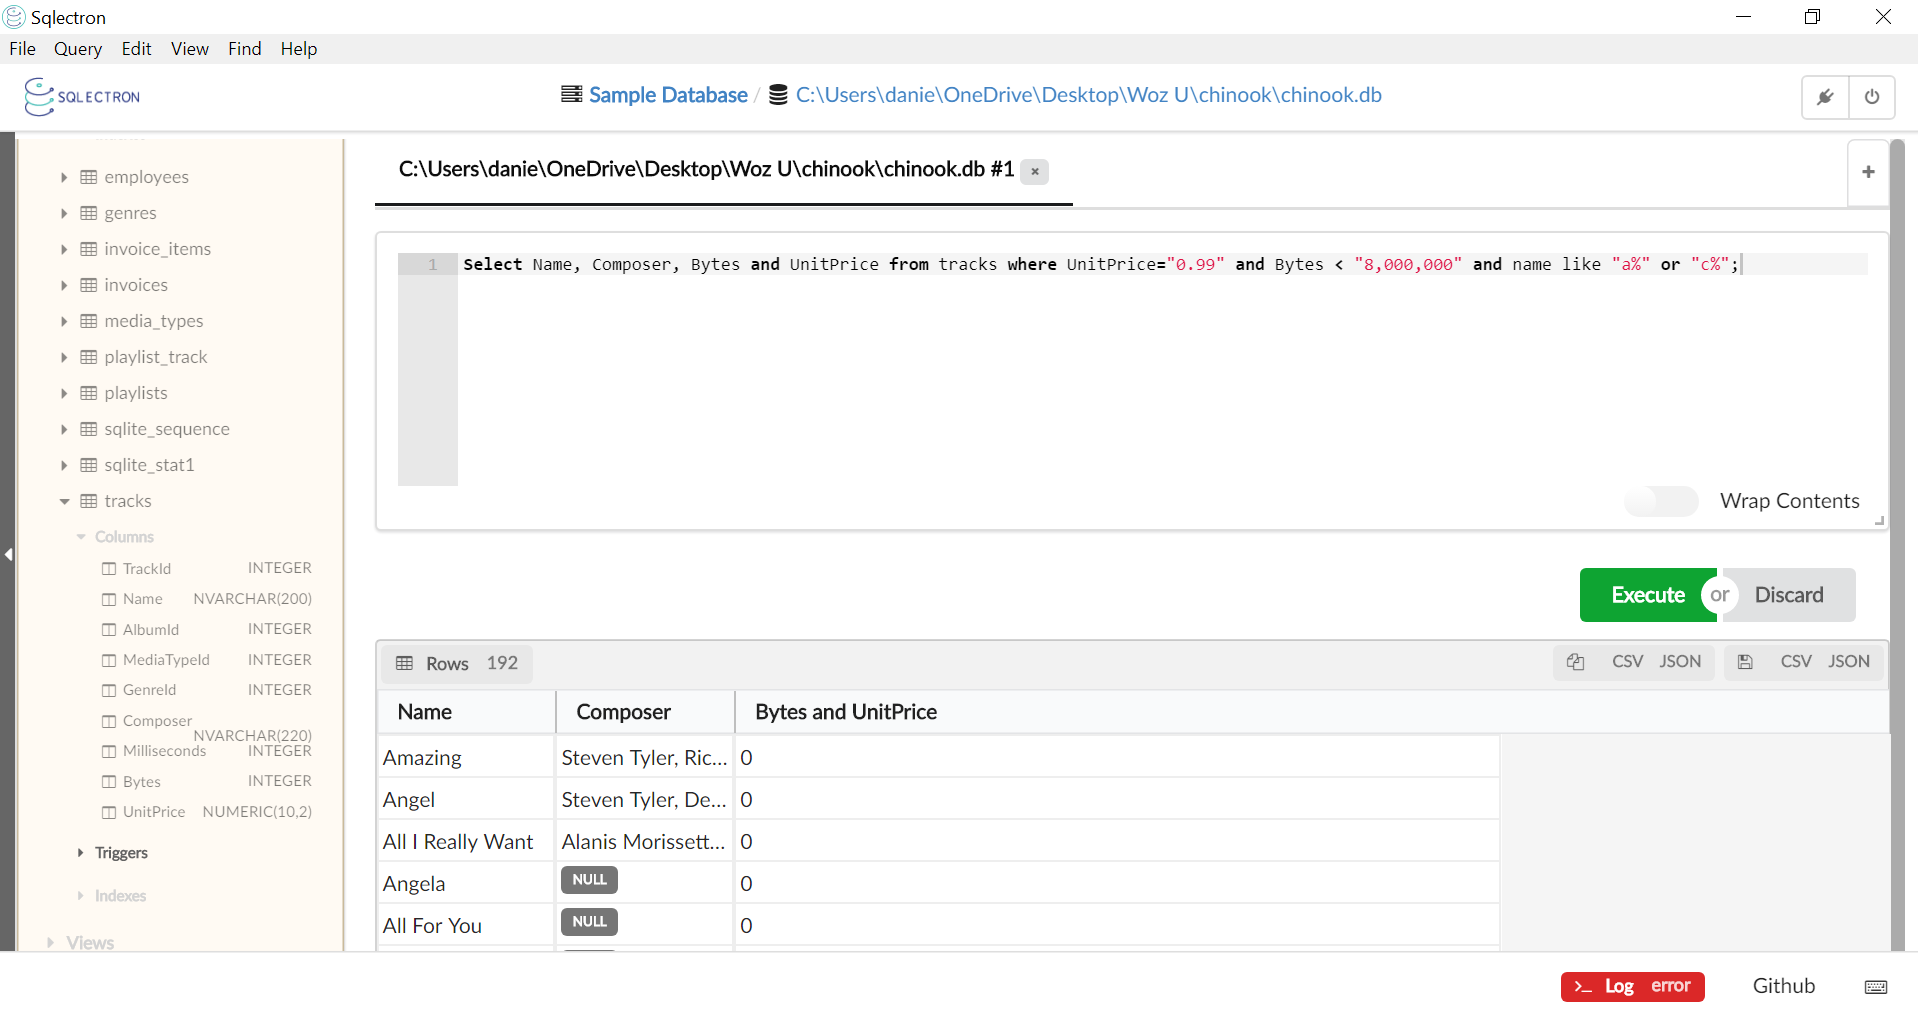 Sqlectron
File Query Edit View Find Help
SQLECTRON
Sample Database / C:\Users\danie\OneDrive\Desktop\Woz U\chinook\chinook.db
employees
genres
invoice_items
invoices
media_types
playlist_track
playlists
sqlite_sequence
sqlite_stat1
tracks
Columns
TrackId INTEGER
Name NVARCHAR(200)
AlbumId INTEGER
MediaTypeId INTEGER
GenreId INTEGER
Composer NVARCHAR(220)
Milliseconds INTEGER
Bytes INTEGER
UnitPrice NUMERIC(10,2)
Triggers
Indexes
Views
C:\Users\danie\OneDrive\Desktop\Woz U\chinook\chinook.db #1 ×
+
1 Select Name, Composer, Bytes and UnitPrice from tracks where UnitPrice="0.99" and Bytes < "8,000,000" and name like "a%" or "c%";
Wrap Contents
Execute or Discard
Rows 192 CSV JSON CSV JSON
Name Composer Bytes and UnitPrice
Amazing Steven Tyler, Ric... 0
Angel Steven Tyler, De... 0
All I Really Want Alanis Morissett... 0
Angela NULL 0
All For You NULL 0
>_ Log error Github